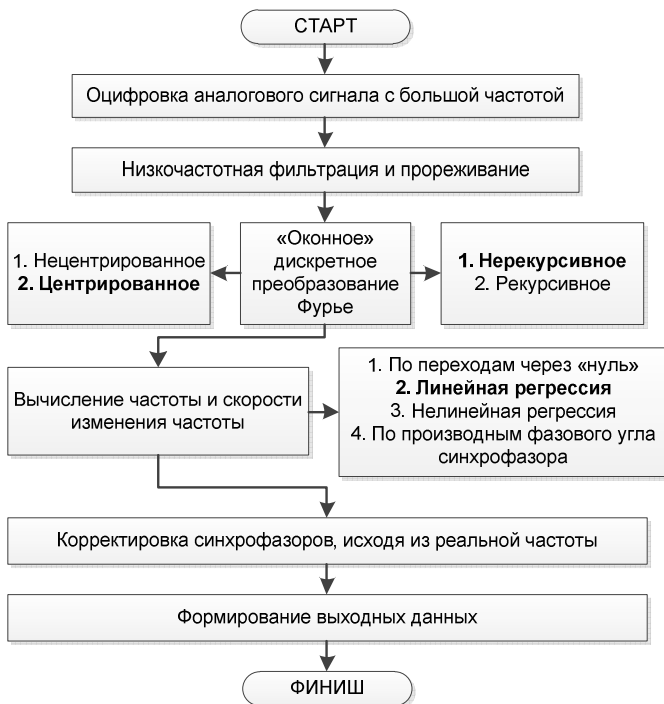 СТАРТ
Оцифровка аналогового сигнала с большой частотой
Низкочастотная фильтрация и прореживание
1. Нецентрированное
2. Центрированное
«Оконное»
дискретное
преобразование
Фурье
1. Нерекурсивное
2. Рекурсивное
Вычисление частоты и скорости
изменения частоты
1. По переходам через «нуль»
2. Линейная регрессия
3. Нелинейная регрессия
4. По производным фазового угла
синхрофазора
Корректировка синхрофазоров, исходя из реальной частоты
Формирование выходных данных
ФИНИШ